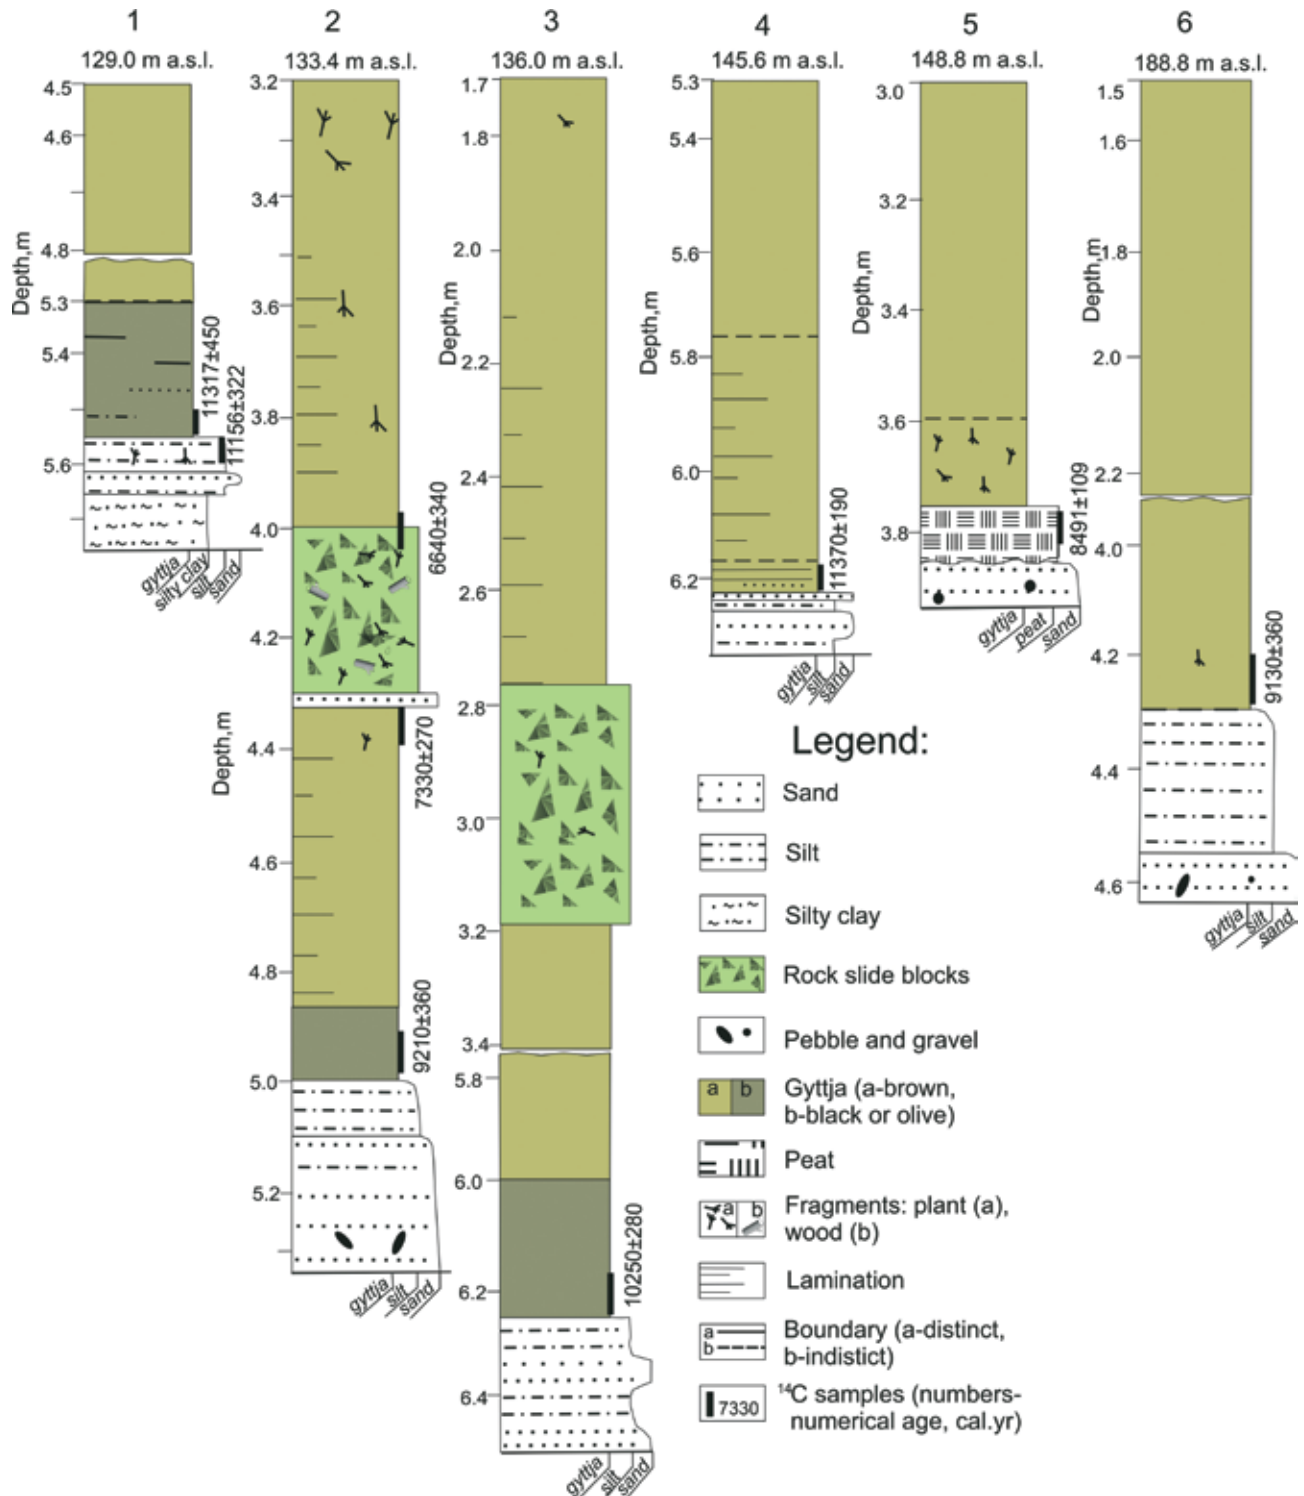 1
129.0 m a.s.l.
Depth,m
4.5
4.6
4.8
5.3
5.4
5.6
11317±450
11156±322
gyttja
silty clay
silt
sand
2
133.4 m a.s.l.
3.2
3.4
3.6
3.8
4.0
4.2
Depth,m
4.4
4.6
4.8
5.0
5.2
6640±340
7330±270
9210±360
gyttja
silt
sand
3
136.0 m a.s.l.
1.7
1.8
2.0
Depth,m
2.2
2.4
2.6
2.8
3.0
3.2
3.4
5.8
6.0
6.2
6.4
10250±280
gyttja
silt
sand
4
145.6 m a.s.l.
5.3
5.4
5.6
Depth,m
5.8
6.0
6.2
11370±190
gyttja
silt
sand
5
148.8 m a.s.l.
3.0
3.2
Depth,m
3.4
3.6
3.8
8491±109
gyttja
peat
sand
6
188.8 m a.s.l.
1.5
1.6
1.8
Depth,m
2.0
2.2
4.0
4.2
4.4
4.6
9130±360
gyttja
silt
sand
Legend:
Sand
Silt
Silty clay
Rock slide blocks
Pebble and gravel
a b
Gyttja (a-brown,
b-black or olive)
Peat
a b
Fragments: plant (a),
wood (b)
Lamination
a
b
Boundary (a-distinct,
b-indistict)
7330
14C samples (numbers-
numerical age, cal.yr)